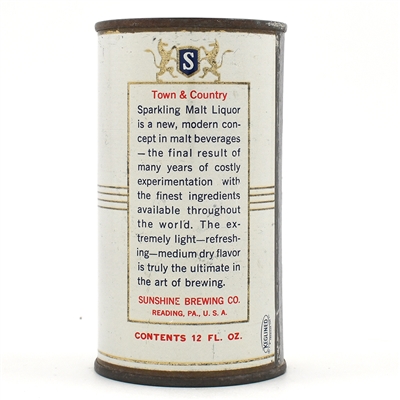 S
Town & Country
Sparkling Malt Liquor
is a new, modern con-
cept in malt beverages
—the final result of
many years of costly
experimentation with
the finest ingredients
available throughout
the world. The ex-
tremely light—refresh-
ing—medium dry flavor
is truly the ultimate in
the art of brewing.
SUNSHINE BREWING CO.
READING, PA., U. S. A.
CONTENTS 12 FL. OZ.
KEGLINED